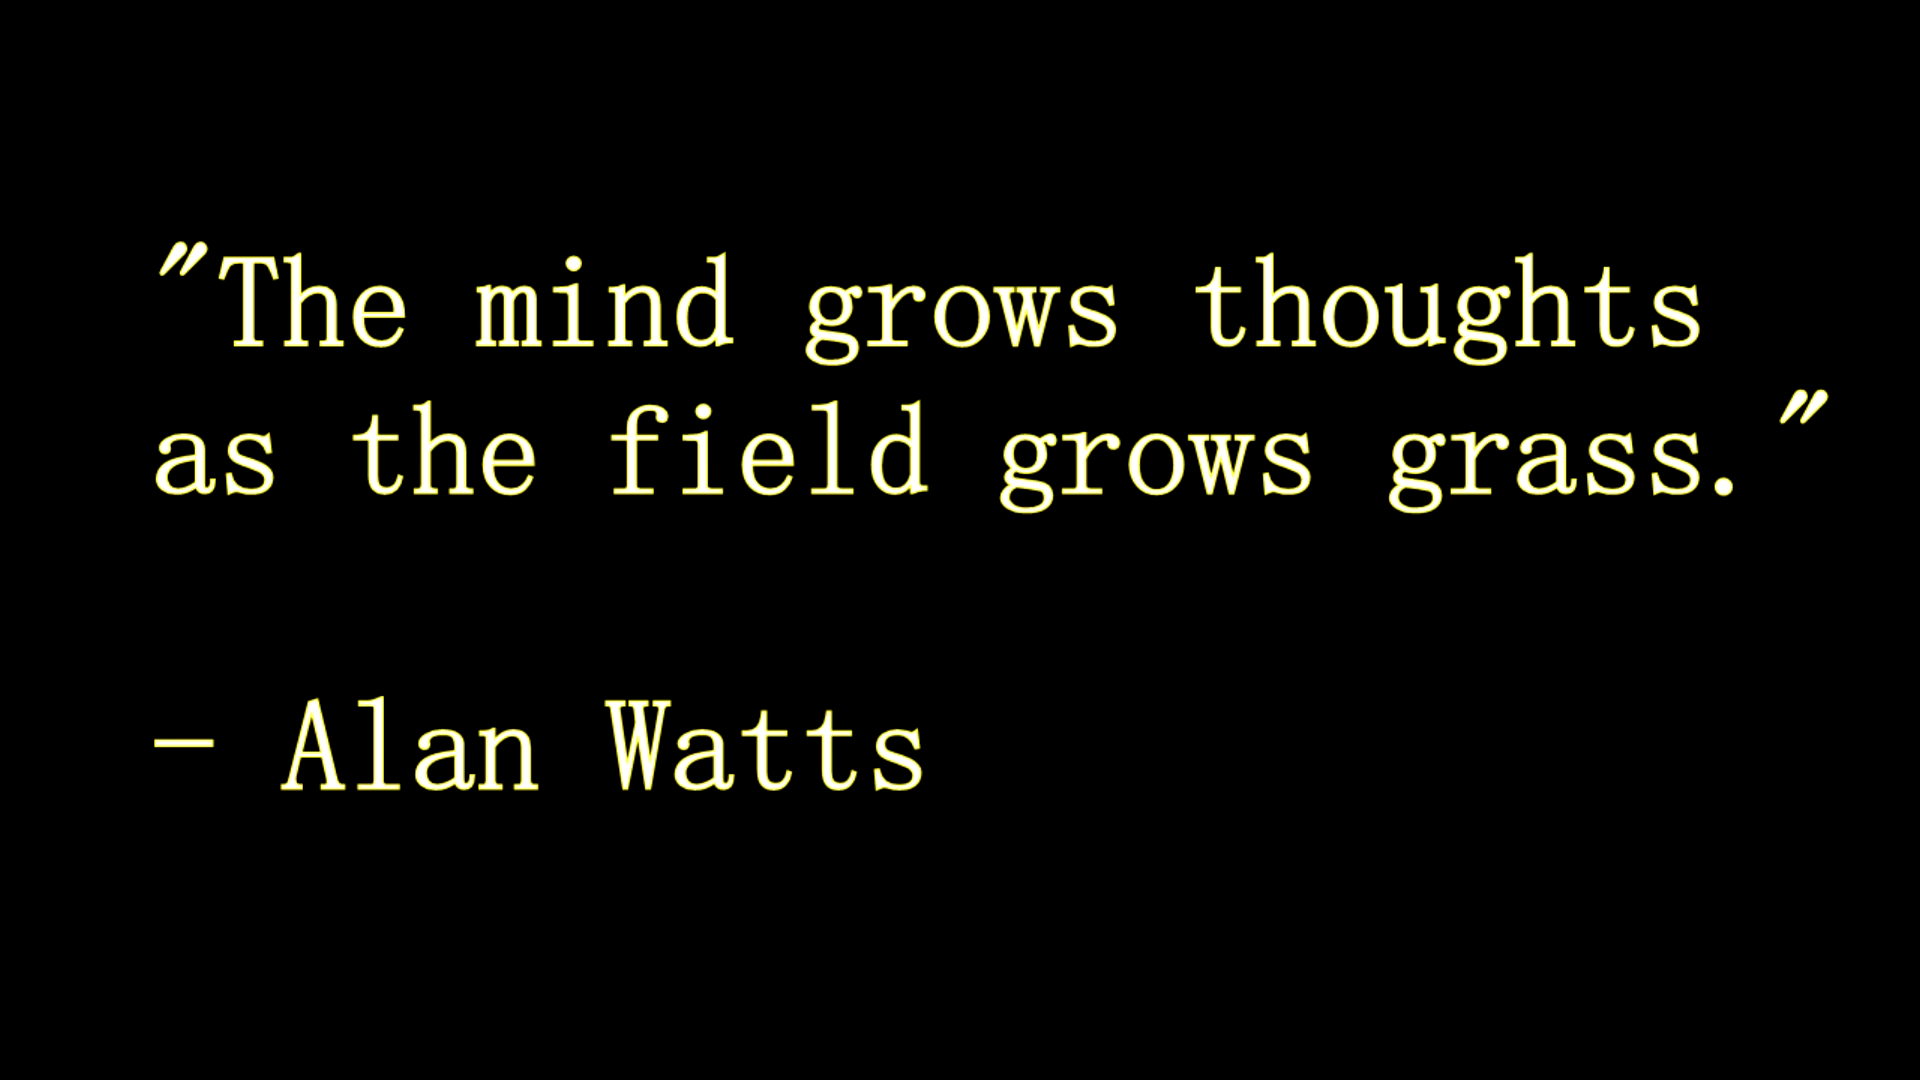 "The mind grows thoughts
as the field grows grass."
- Alan Watts